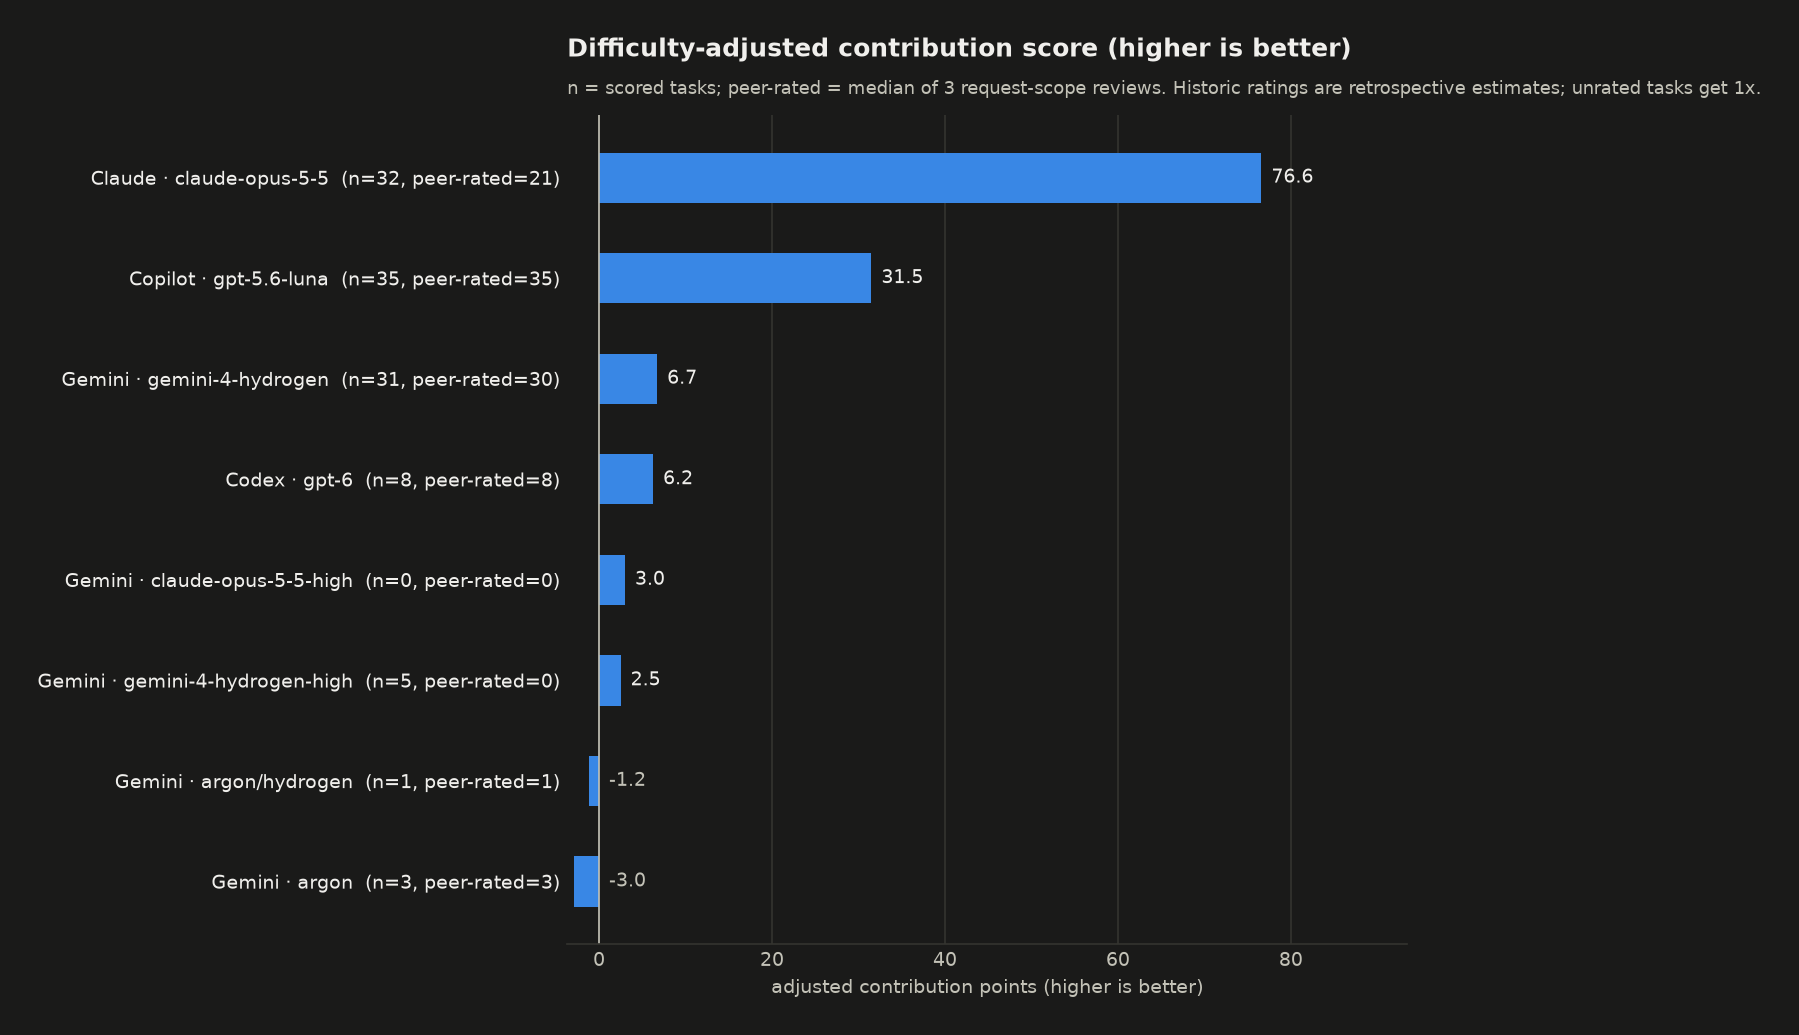 Difficulty-adjusted contribution score (higher is better)
n = scored tasks; peer-rated = median of 3 request-scope reviews. Historic ratings are retrospective estimates; unrated tasks get 1x.
Claude · claude-opus-5-5  (n=32, peer-rated=21) 76.6
Copilot · gpt-5.6-luna  (n=35, peer-rated=35) 31.5
Gemini · gemini-4-hydrogen  (n=31, peer-rated=30) 6.7
Codex · gpt-6  (n=8, peer-rated=8) 6.2
Gemini · claude-opus-5-5-high  (n=0, peer-rated=0) 3.0
Gemini · gemini-4-hydrogen-high  (n=5, peer-rated=0) 2.5
Gemini · argon/hydrogen  (n=1, peer-rated=1) -1.2
Gemini · argon  (n=3, peer-rated=3) -3.0
0 20 40 60 80
adjusted contribution points (higher is better)